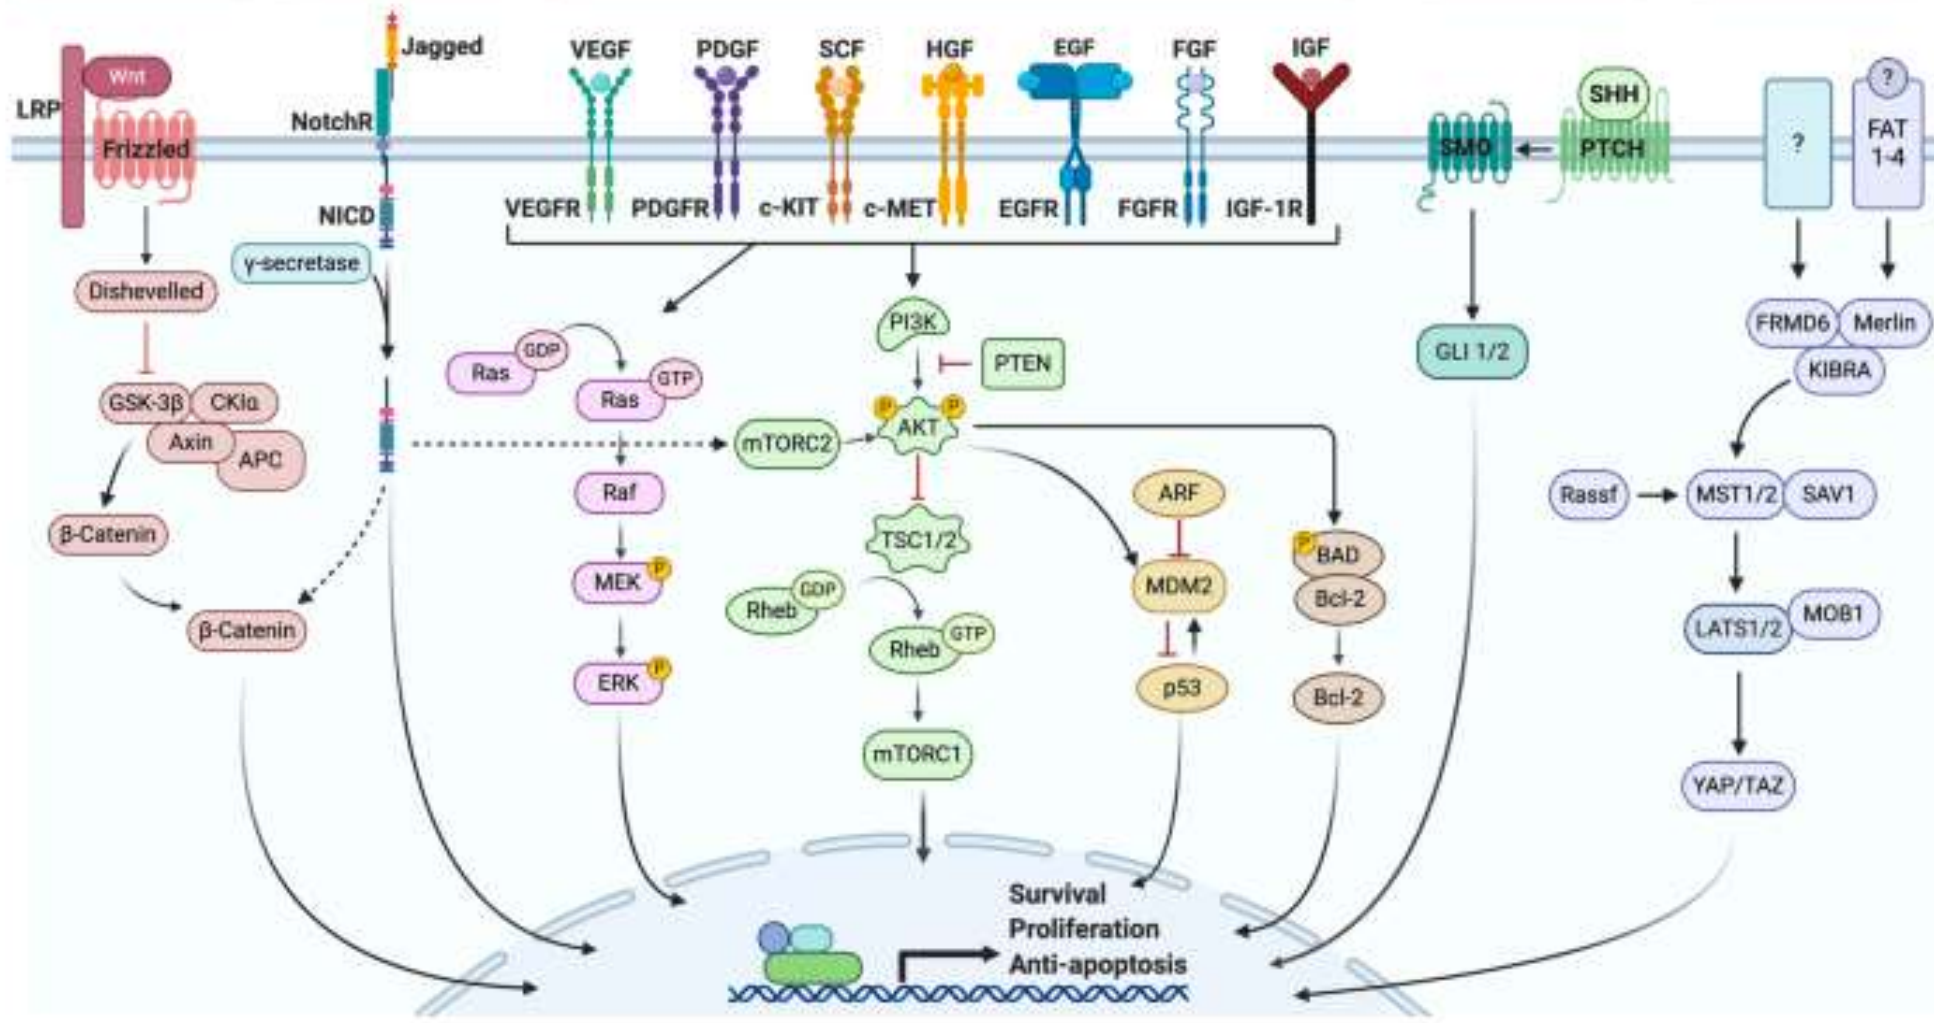 Jagged
VEGF
PDGF
SCF
HGF
EGF
FGF
IGF
Wnt
LRP
Frizzled
NotchR
NICD
VEGFR
PDGFR
c-KIT
c-MET
EGFR
FGFR
IGF-1R
SMO
SHH
PTCH
?
?
FAT
1-4
γ-secretase
Dishevelled
GSK-3β
CKIα
Axin
APC
β-Catenin
β-Catenin
Ras
GDP
Ras
GTP
Raf
MEK
P
ERK
P
PI3K
PTEN
mTORC2
P
P
AKT
TSC1/2
Rheb
GDP
Rheb
GTP
mTORC1
ARF
MDM2
p53
P
BAD
Bcl-2
Bcl-2
GLI 1/2
FRMD6
Merlin
KIBRA
Rassf
MST1/2
SAV1
LATS1/2
MOB1
YAP/TAZ
Survival
Proliferation
Anti-apoptosis